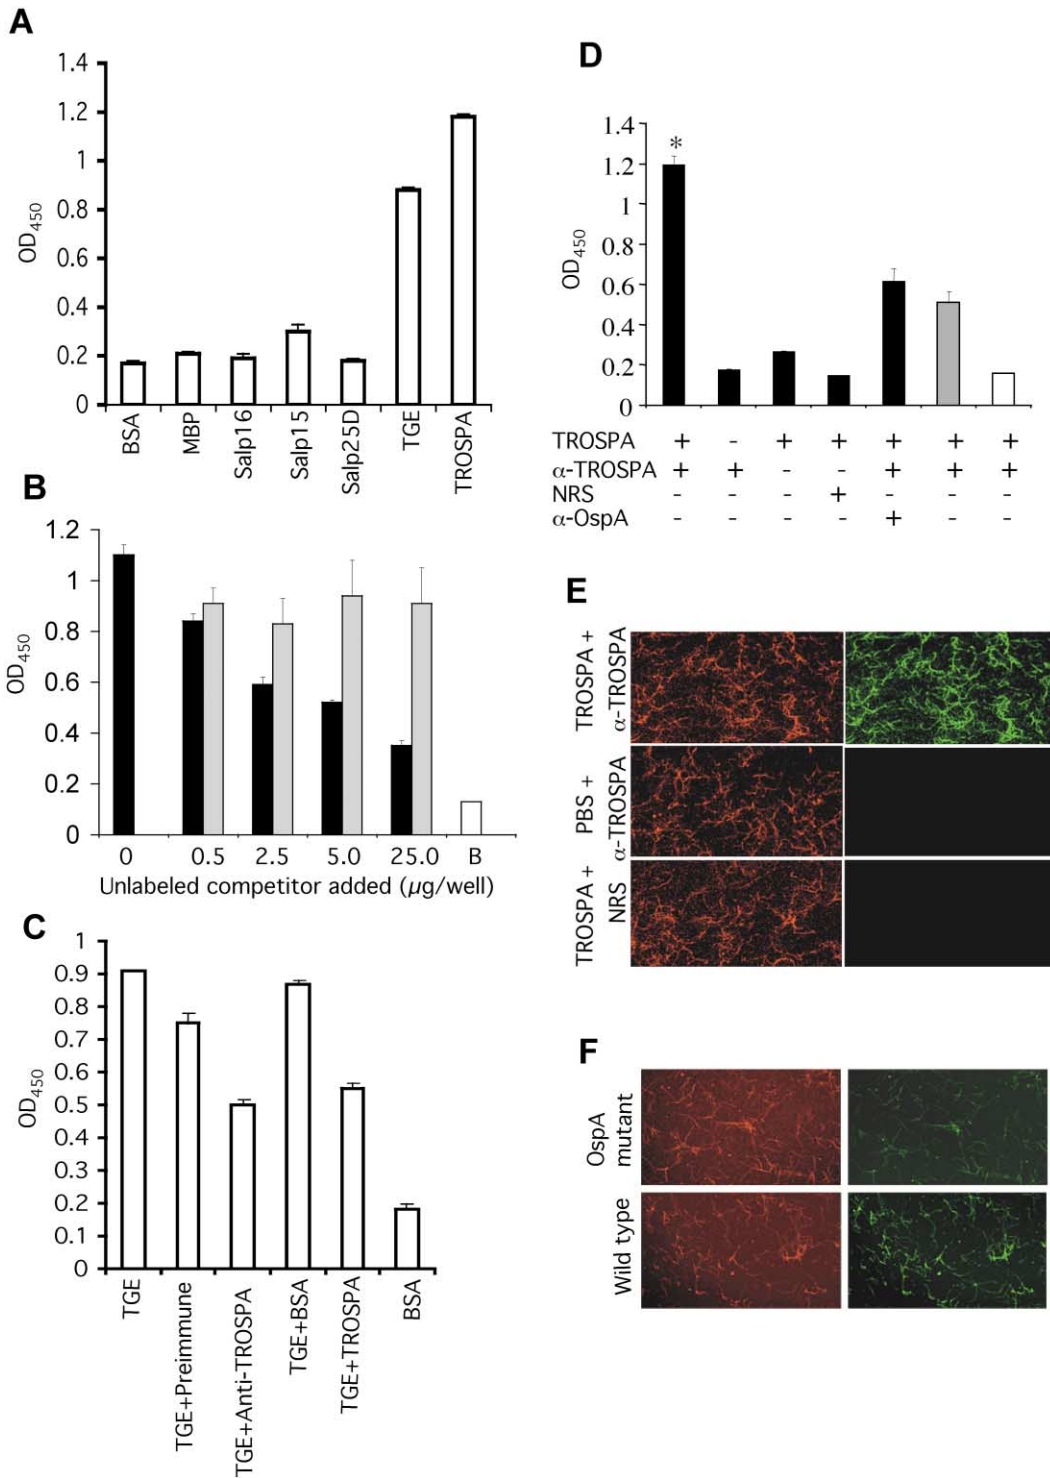 A
1.4
1.2
1
0.8
0.6
0.4
0.2
0
OD450
BSA
MBP
Salp16
Salp15
Salp25D
TGE
TROSPA
B
1.2
1
0.8
0.6
0.4
0.2
0
OD450
0 0.5 2.5 5.0 25.0 B
Unlabeled competitor added (µg/well)
C
1
0.9
0.8
0.7
0.6
0.5
0.4
0.3
0.2
0.1
0
OD450
TGE
TGE+Preimmune
TGE+Anti-TROSPA
TGE+BSA
TGE+TROSPA
BSA
D
1.4
1.2
1
0.8
0.6
0.4
0.2
0
OD450
*
TROSPA + - + + + + +
α-TROSPA + + - - + + +
NRS - - - + - - -
α-OspA - - - - + - -
E
TROSPA +
α-TROSPA
PBS +
α-TROSPA
TROSPA +
NRS
F
OspA
mutant
Wild type